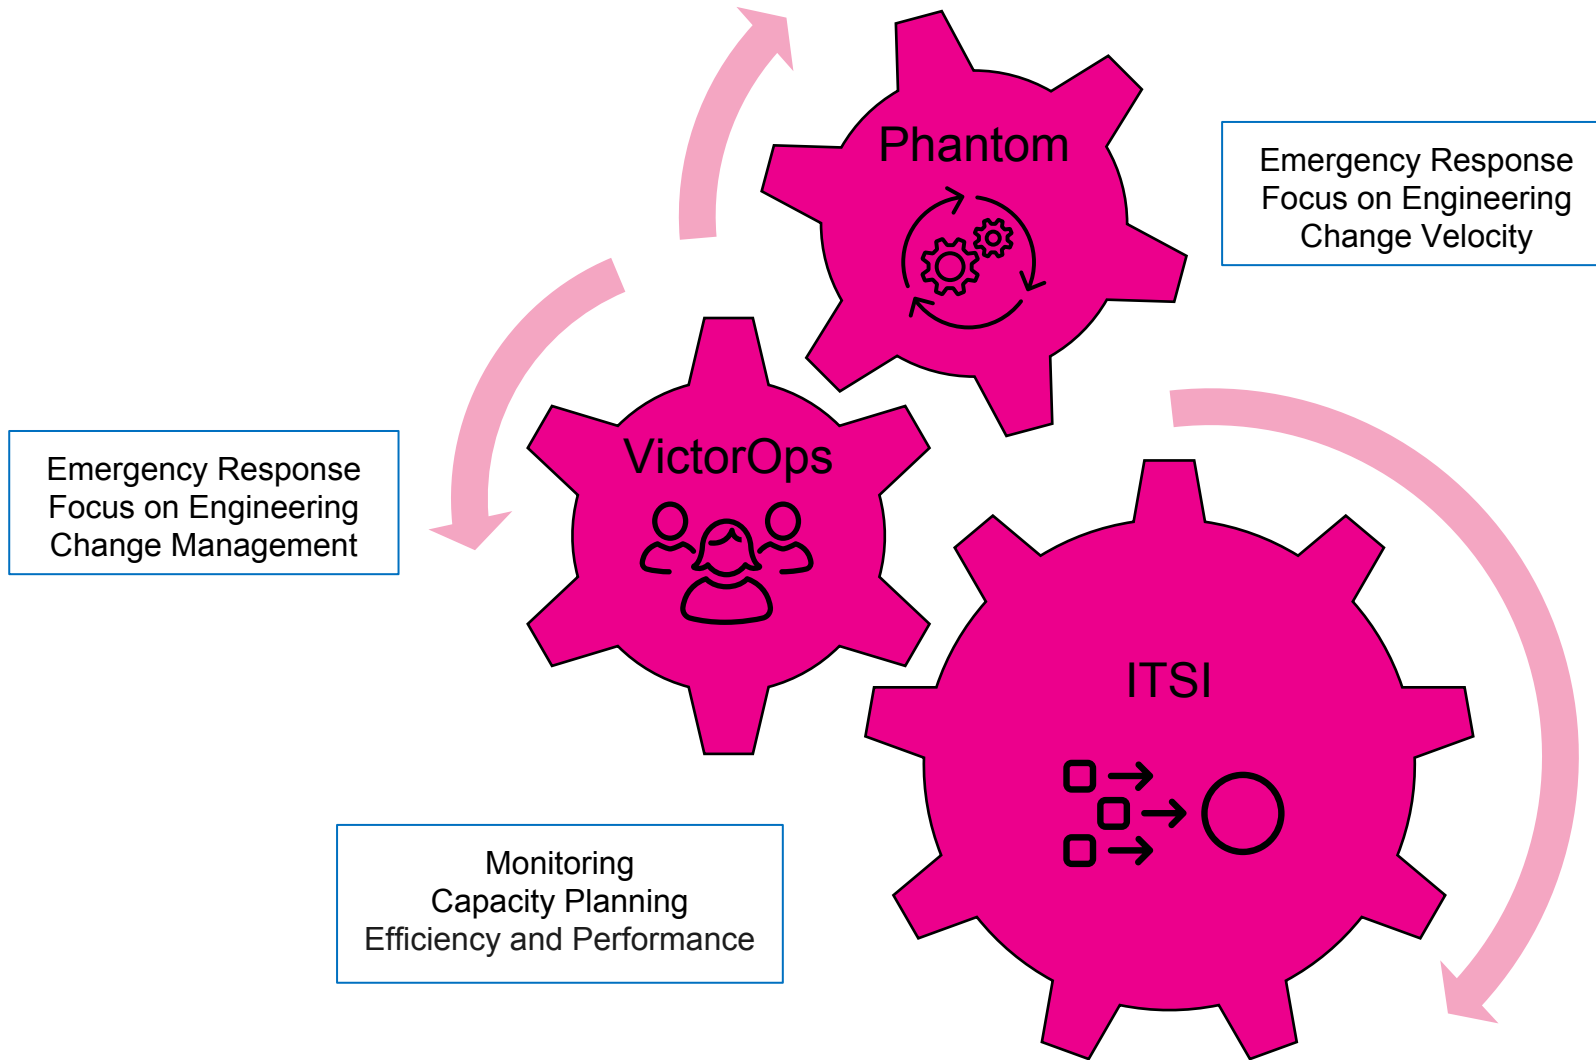 Phantom
Emergency Response
Focus on Engineering
Change Velocity
VictorOps
Emergency Response
Focus on Engineering
Change Management
ITSI
Monitoring
Capacity Planning
Efficiency and Performance